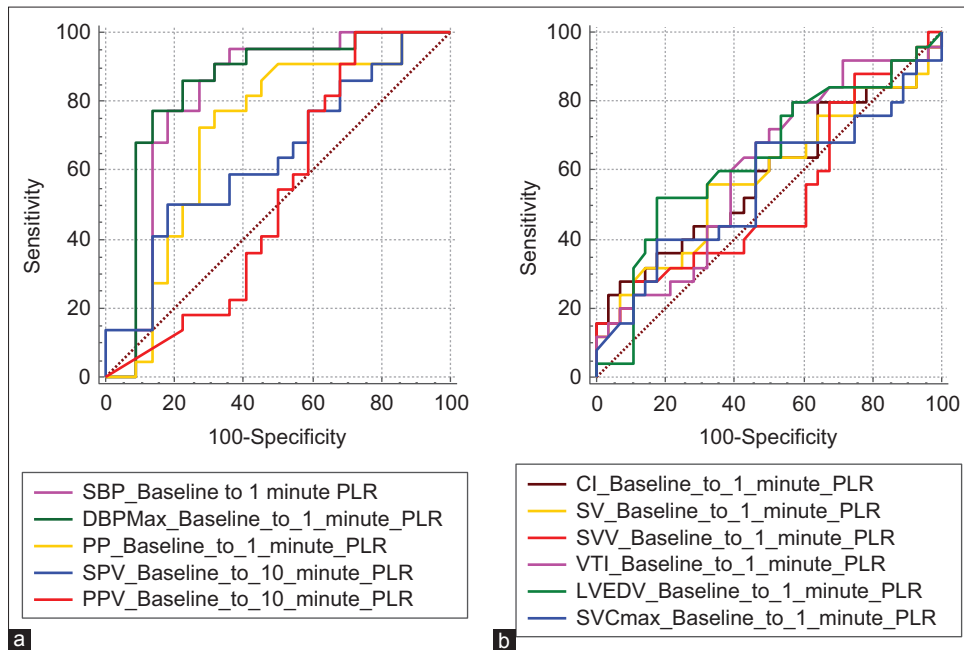 100
80
60
40
20
0
Sensitivity
0 20 40 60 80 100
100-Specificity
SBP_Baseline to 1 minute PLR
DBPMax_Baseline_to_1_minute_PLR
PP_Baseline_to_1_minute_PLR
SPV_Baseline_to_10_minute_PLR
PPV_Baseline_to_10_minute_PLR
a
100
80
60
40
20
0
Sensitivity
0 20 40 60 80 100
100-Specificity
CI_Baseline_to_1_minute_PLR
SV_Baseline_to_1_minute_PLR
SVV_Baseline_to_1_minute_PLR
VTI_Baseline_to_1_minute_PLR
LVEDV_Baseline_to_1_minute_PLR
SVCmax_Baseline_to_1_minute_PLR
b